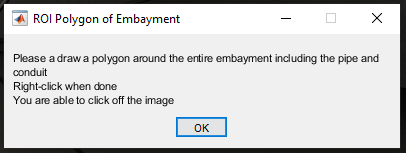 ROI Polygon of Embayment
Please a draw a polygon around the entire embayment including the pipe and
conduit
Right-click when done
You are able to click off the image
OK